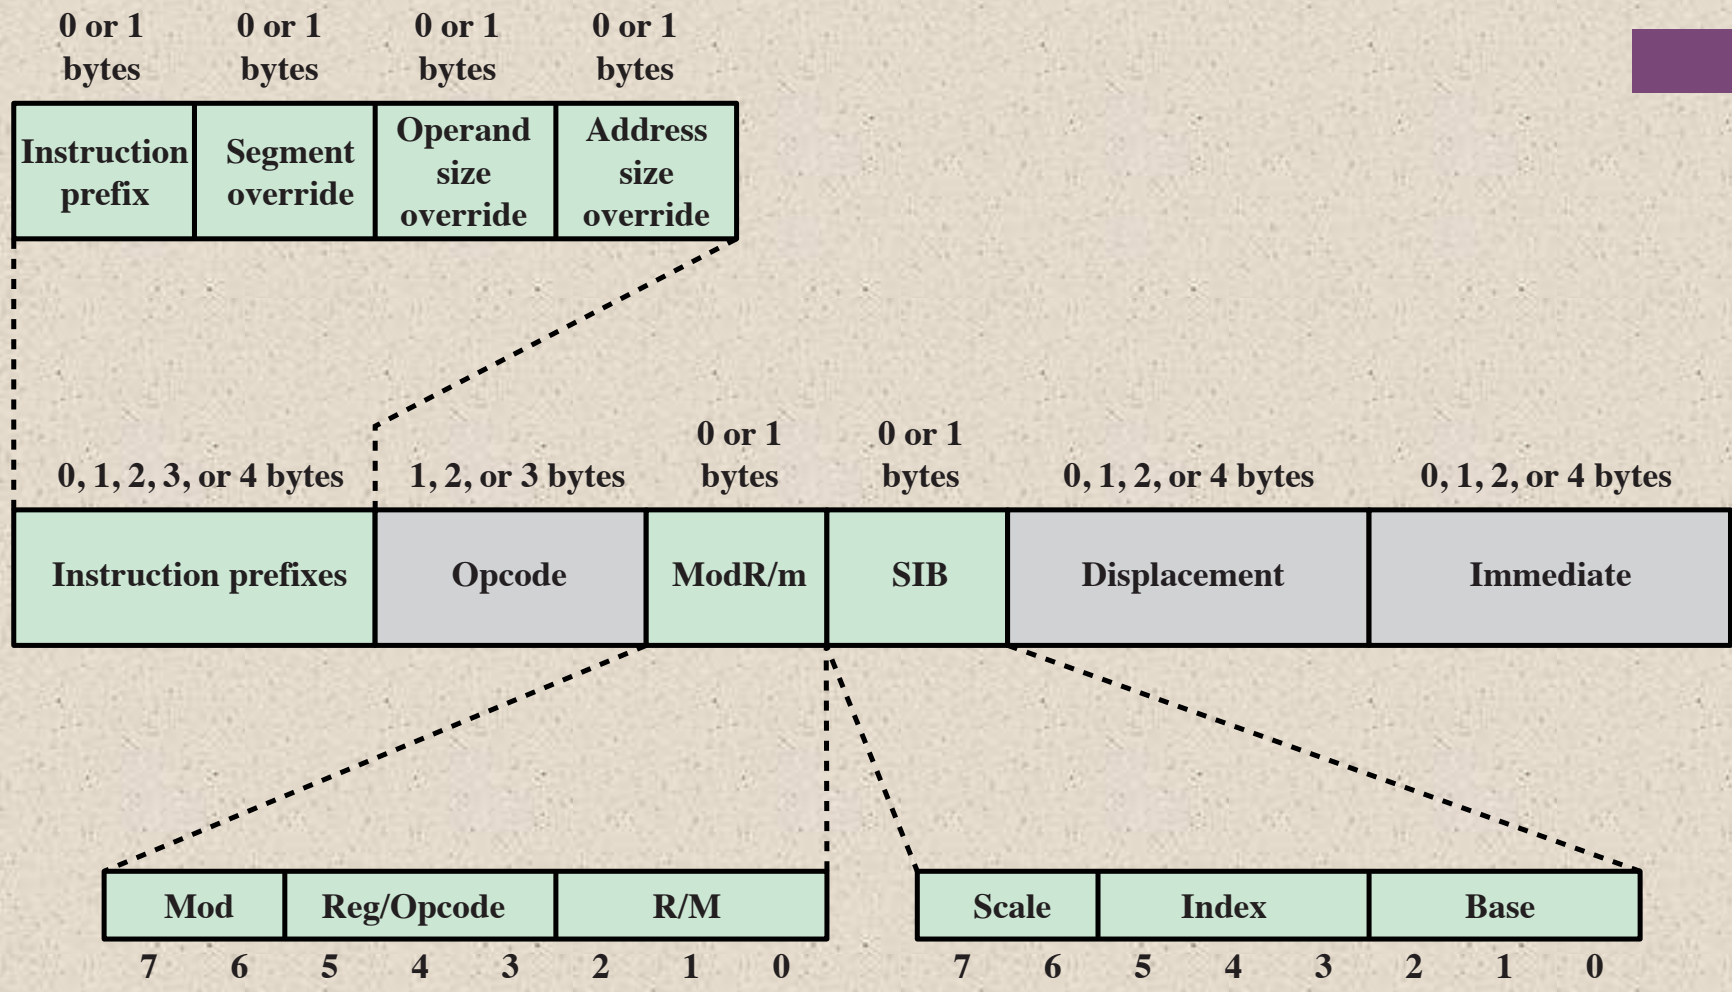 0 or 1 0 or 1 0 or 1 0 or 1
bytes bytes bytes bytes
Instruction prefix Segment override Operand size override Address size override
0 or 1 0 or 1
0, 1, 2, 3, or 4 bytes 1, 2, or 3 bytes bytes bytes 0, 1, 2, or 4 bytes 0, 1, 2, or 4 bytes
Instruction prefixes Opcode ModR/m SIB Displacement Immediate
Mod Reg/Opcode R/M Scale Index Base
7 6 5 4 3 2 1 0 7 6 5 4 3 2 1 0